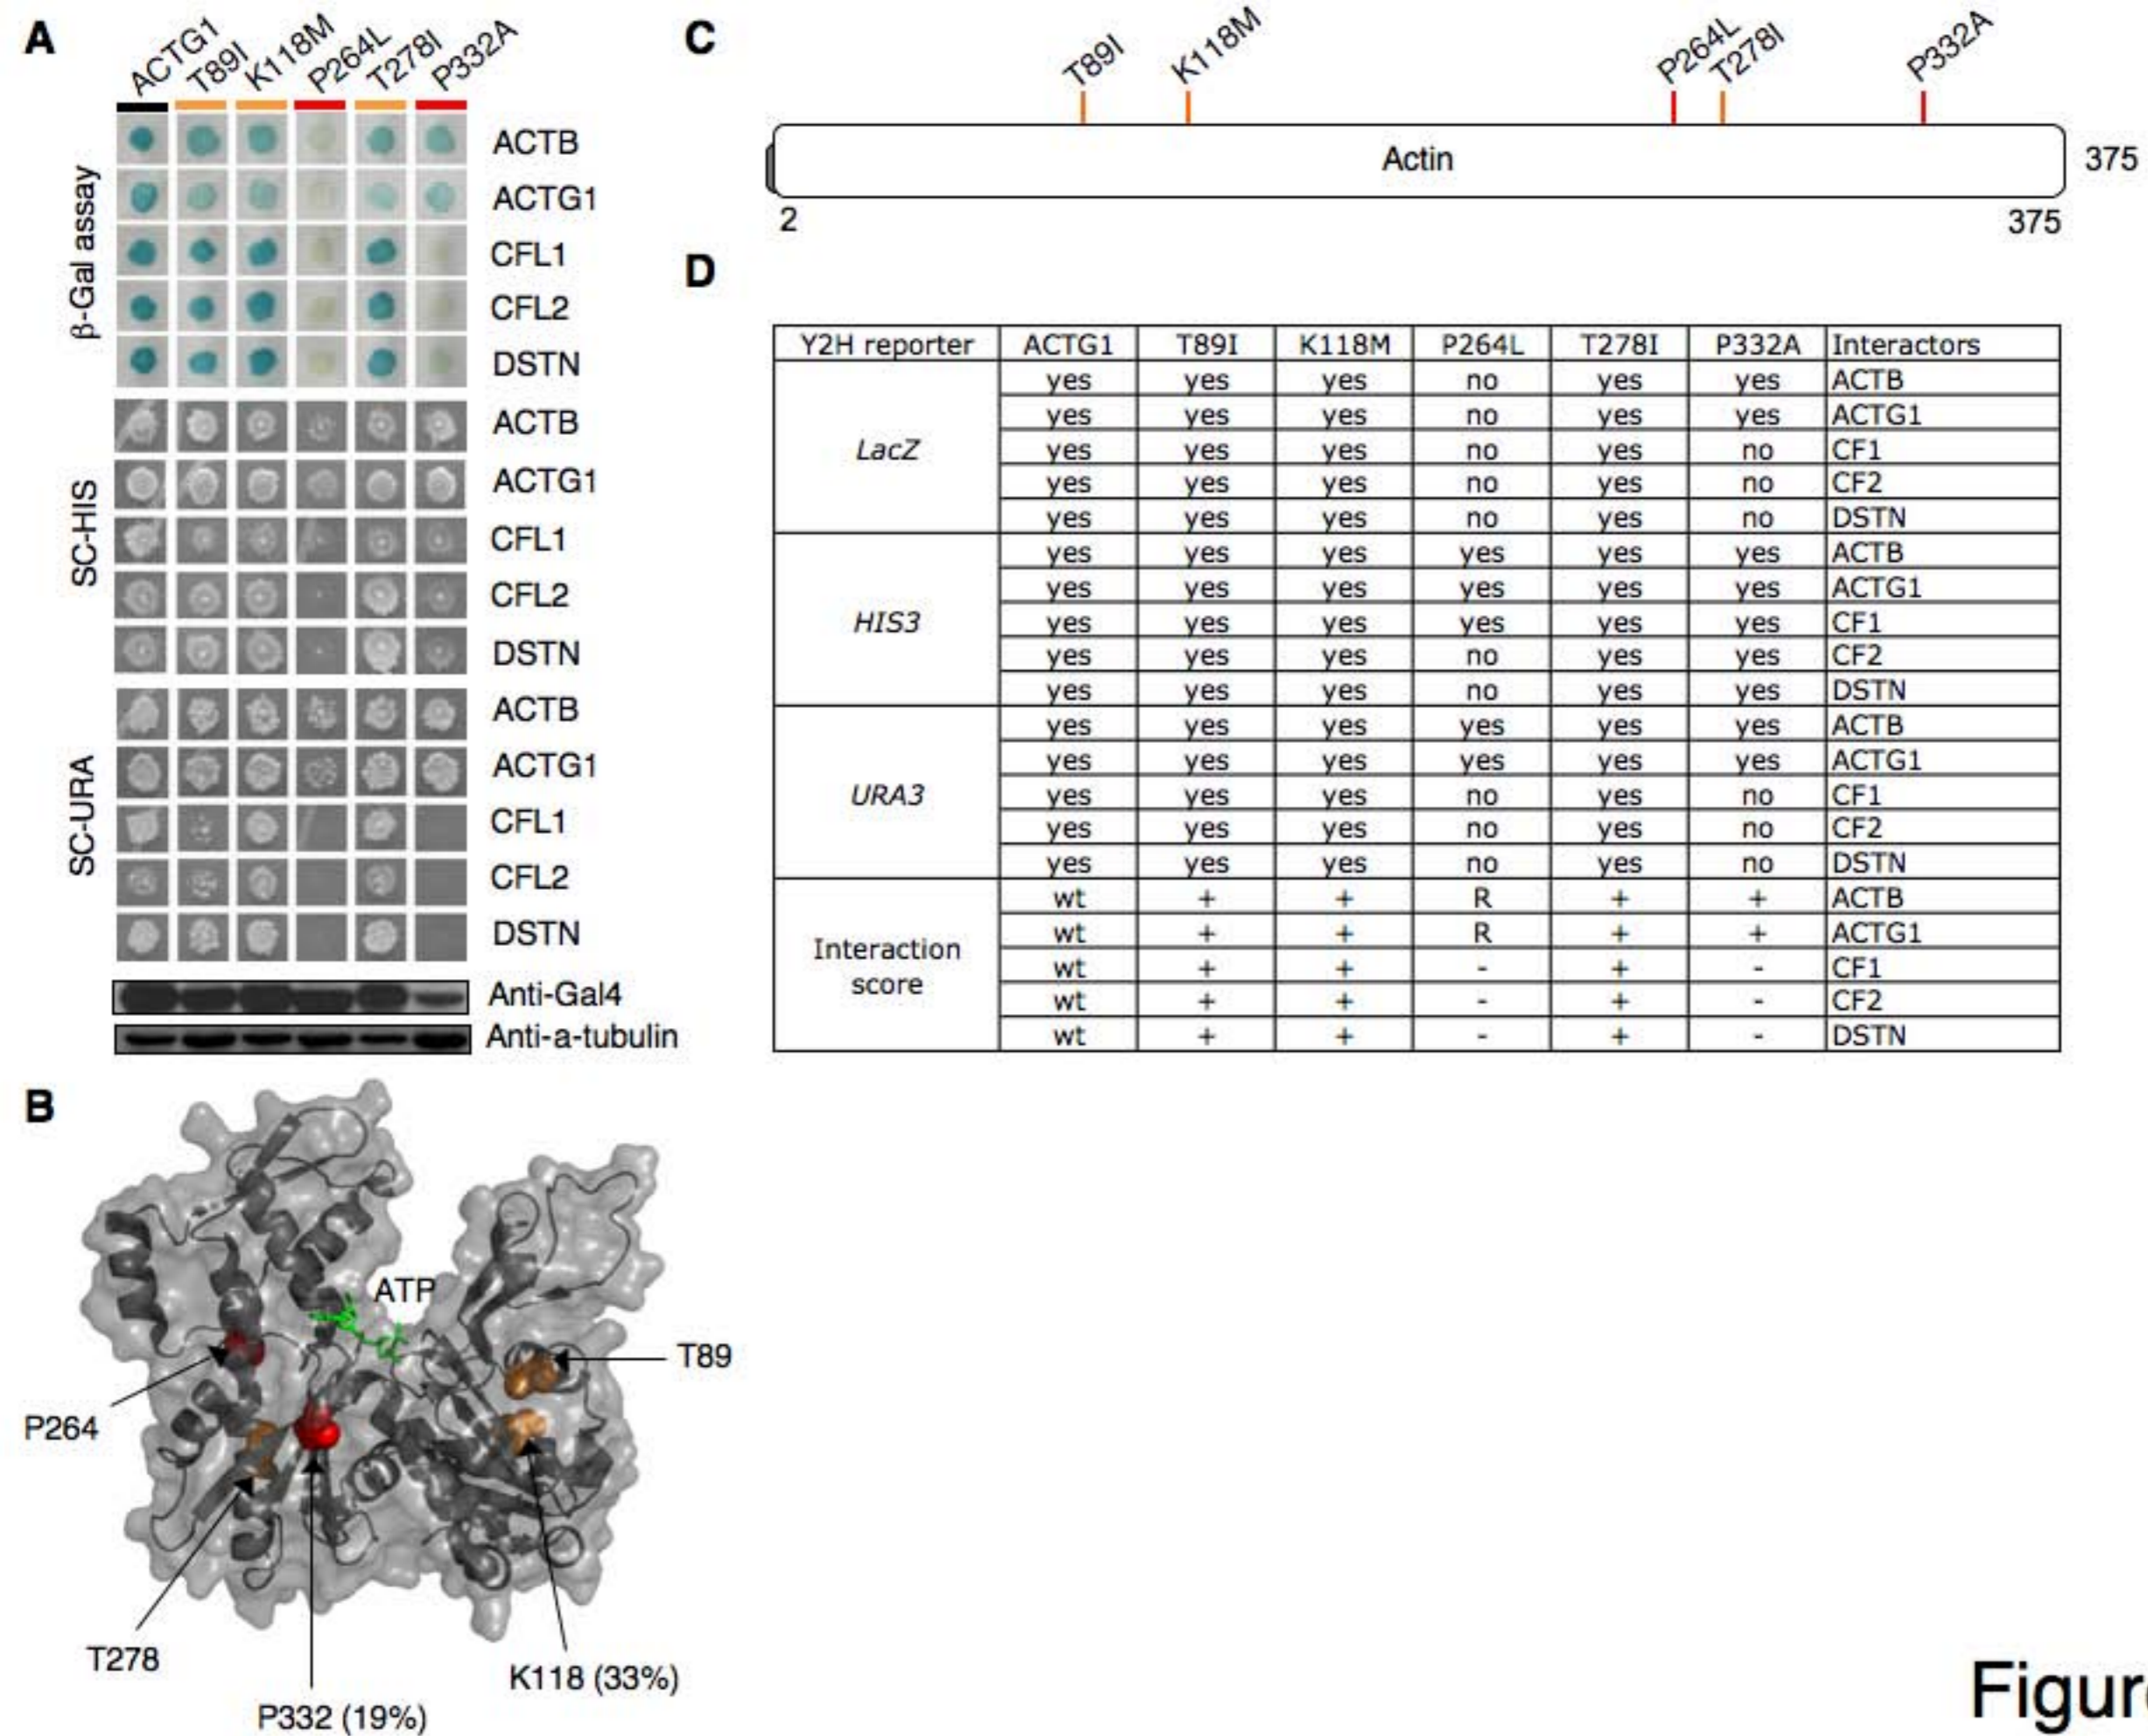 A
ACTG1
T89I
K118M
P264L
T278I
P332A
β-Gal assay
ACTB
ACTG1
CFL1
CFL2
DSTN
SC-HIS
ACTB
ACTG1
CFL1
CFL2
DSTN
SC-URA
ACTB
ACTG1
CFL1
CFL2
DSTN
Anti-Gal4
Anti-a-tubulin
B
ATP
T89
P264
T278
P332 (19%)
K118 (33%)
C
T89I
K118M
P264L
T278I
P332A
Actin
375
2
375
D
Y2H reporter ACTG1 T89I K118M P264L T278I P332A Interactors
LacZ
yes yes yes no yes yes ACTB
yes yes yes no yes yes ACTG1
yes yes yes no yes no CF1
yes yes yes no yes no CF2
yes yes yes no yes no DSTN
HIS3
yes yes yes yes yes yes ACTB
yes yes yes yes yes yes ACTG1
yes yes yes yes yes yes CF1
yes yes yes no yes yes CF2
yes yes yes no yes yes DSTN
URA3
yes yes yes yes yes yes ACTB
yes yes yes yes yes yes ACTG1
yes yes yes no yes no CF1
yes yes yes no yes no CF2
yes yes yes no yes no DSTN
Interaction
score
wt + + R + + ACTB
wt + + R + + ACTG1
wt + + - + - CF1
wt + + - + - CF2
wt + + - + - DSTN
Figure